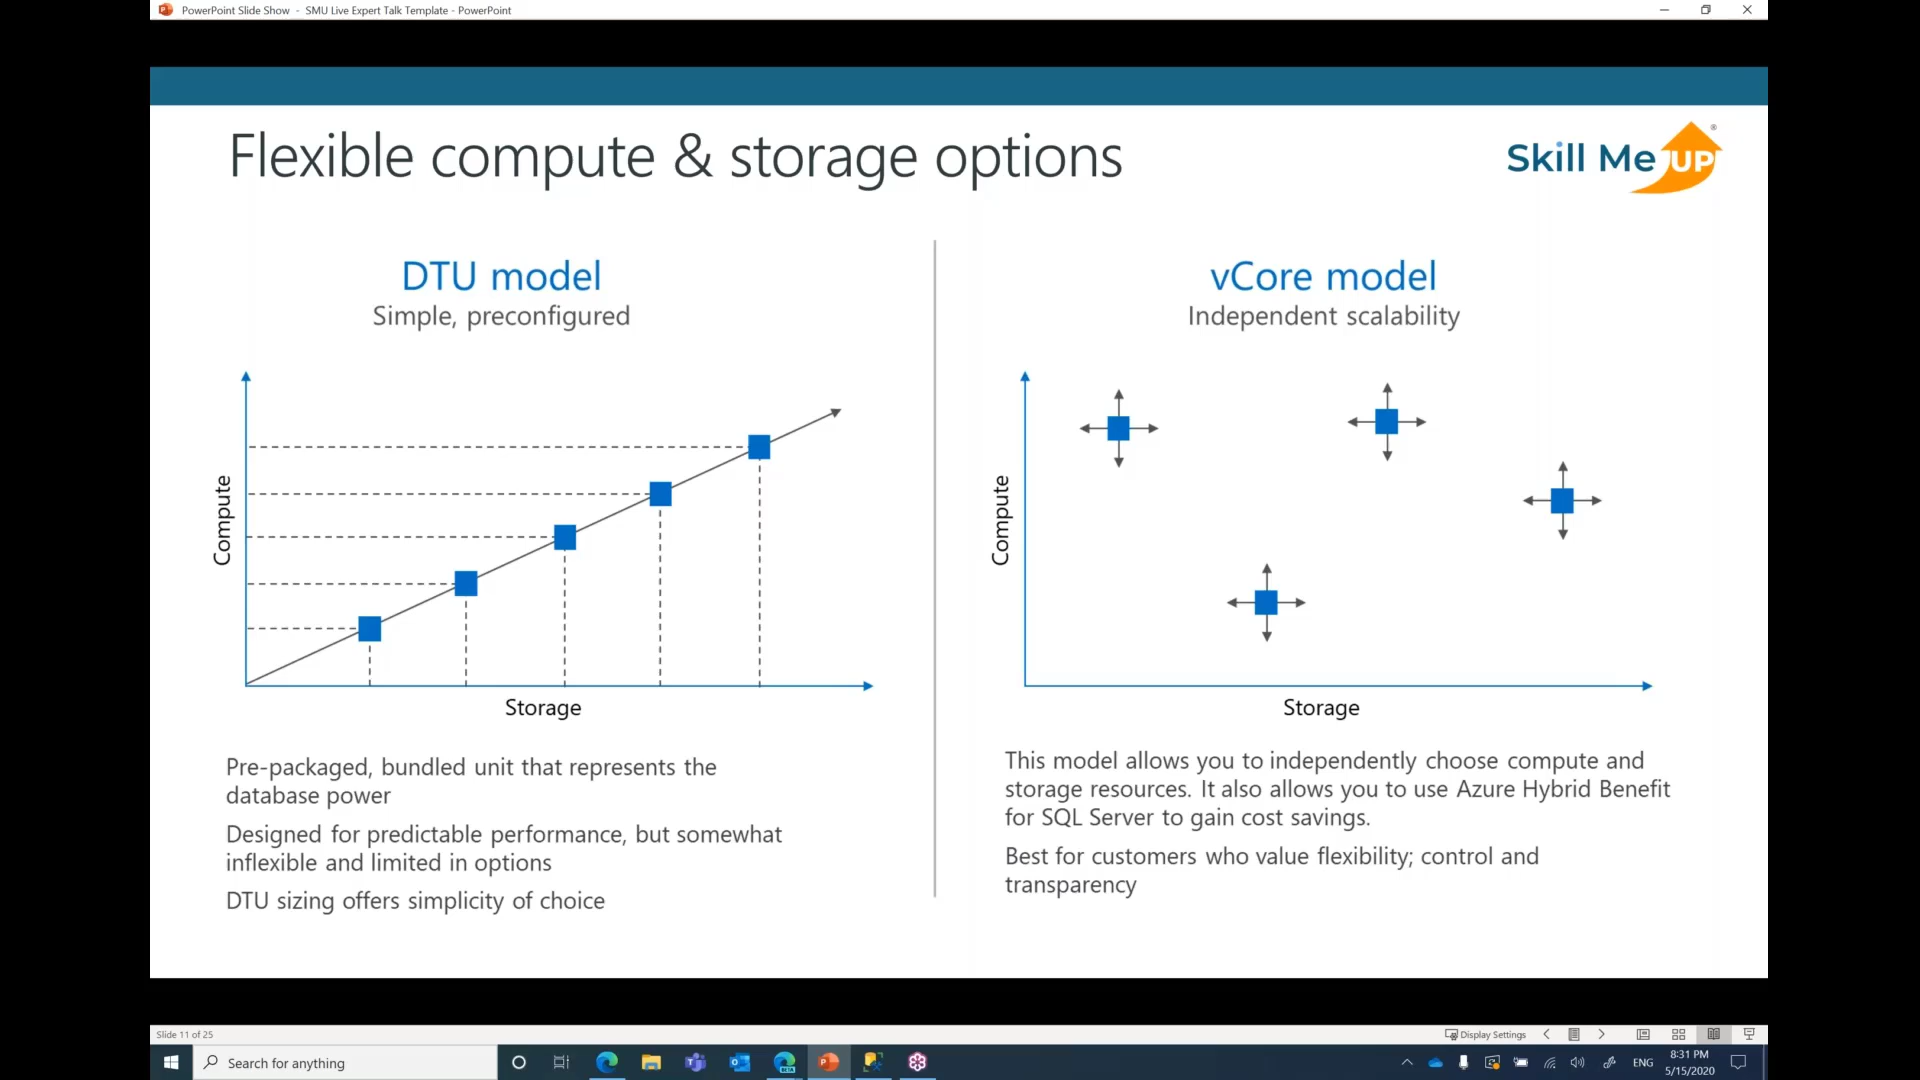 PowerPoint Slide Show - SMU Live Expert Talk Template - PowerPoint
Flexible compute & storage options
Skill Me UP®
DTU model
Simple, preconfigured
Compute
Storage
Pre-packaged, bundled unit that represents the
database power
Designed for predictable performance, but somewhat
inflexible and limited in options
DTU sizing offers simplicity of choice
vCore model
Independent scalability
Compute
Storage
This model allows you to independently choose compute and
storage resources. It also allows you to use Azure Hybrid Benefit
for SQL Server to gain cost savings.
Best for customers who value flexibility; control and
transparency
Slide 11 of 25
Display Settings
Search for anything
BETA
ENG
8:31 PM
5/15/2020